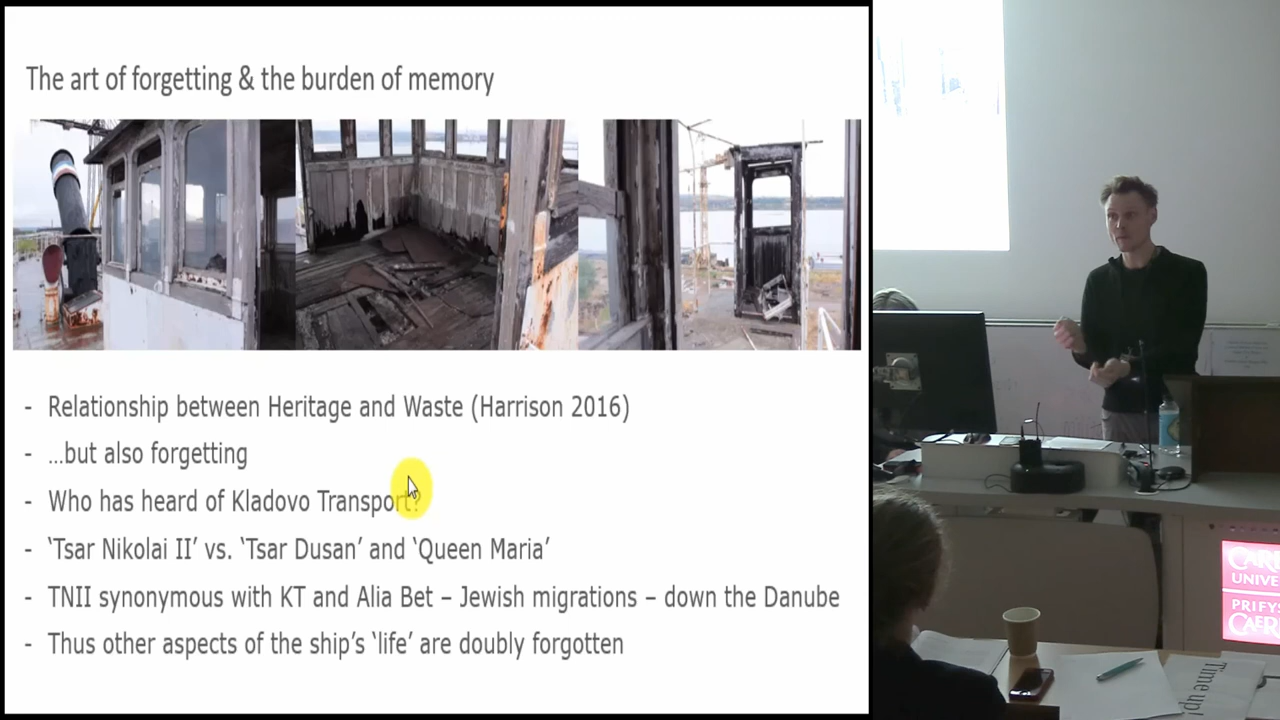 The art of forgetting & the burden of memory
- Relationship between Heritage and Waste (Harrison 2016)
- …but also forgetting
- Who has heard of Kladovo Transport?
- ‘Tsar Nikolai II’ vs. ‘Tsar Dusan’ and ‘Queen Maria’
- TNII synonymous with KT and Alia Bet – Jewish migrations – down the Danube
- Thus other aspects of the ship’s ‘life’ are doubly forgotten
Time up!